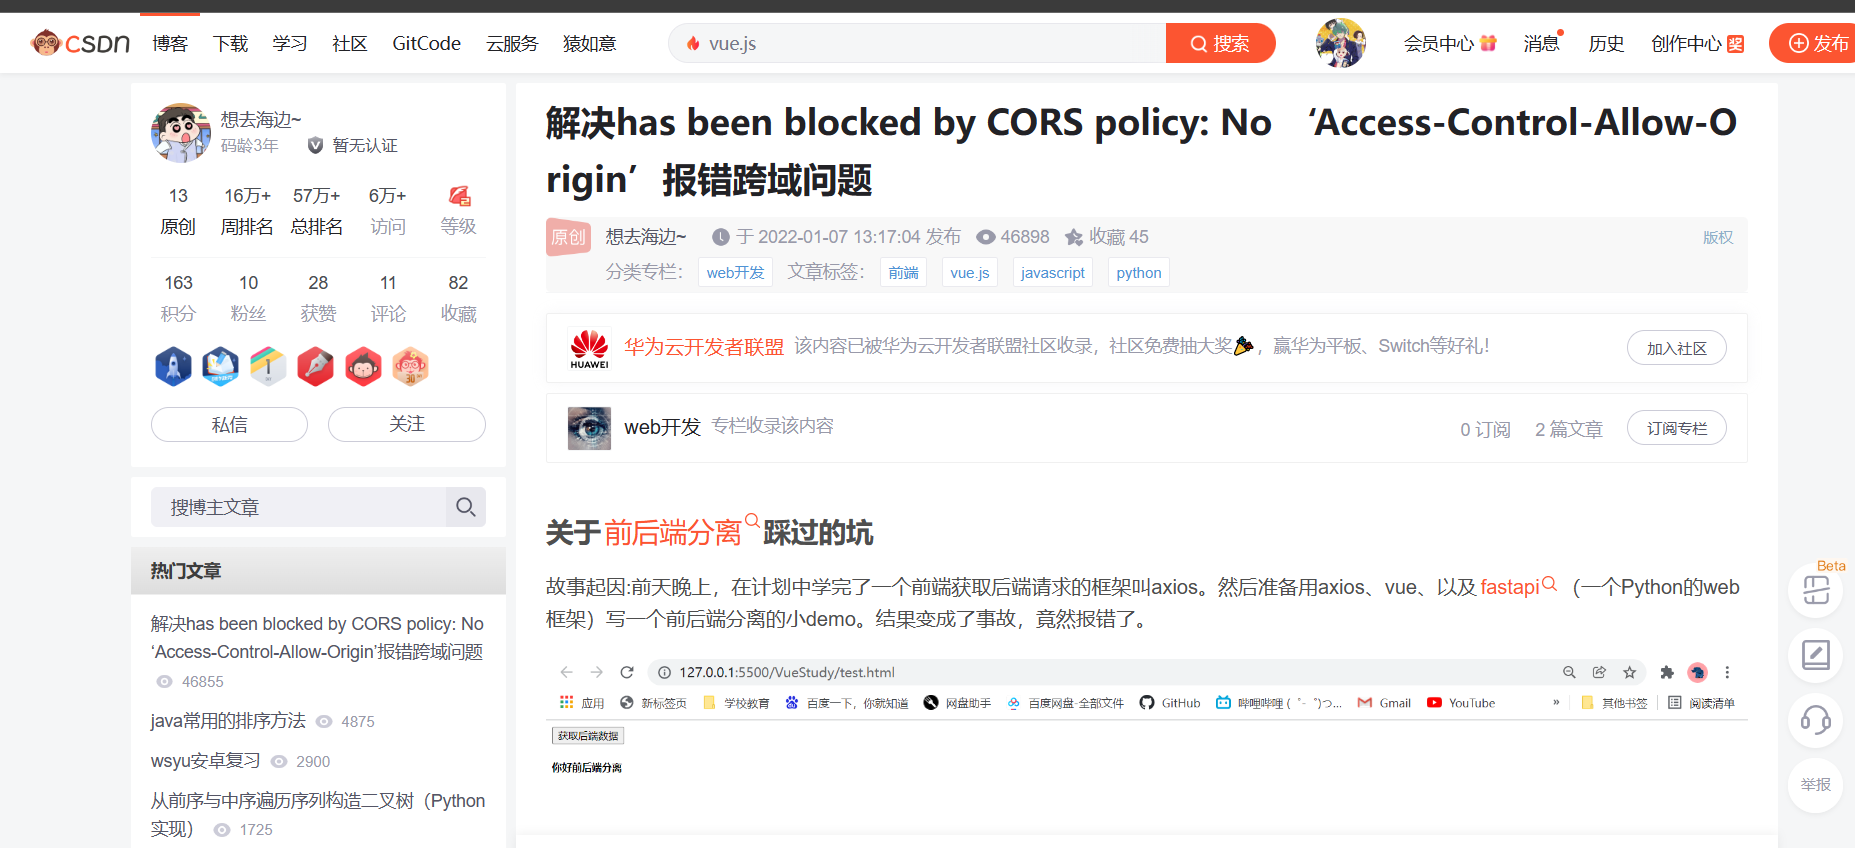 CSDN 博客 下载 学习 社区 GitCode 云服务 猿如意 vue.js 搜索 会员中心 消息 历史 创作中心 奖 发布
想去海边~
码龄3年 暂无认证
13 16万+ 57万+ 6万+
原创 周排名 总排名 访问 等级
163 10 28 11 82
积分 粉丝 获赞 评论 收藏
私信 关注
搜博主文章
热门文章
解决has been blocked by CORS policy: No
‘Access-Control-Allow-Origin’报错跨域问题
46855
java常用的排序方法 4875
wsyu安卓复习 2900
从前序与中序遍历序列构造二叉树（Python
实现） 1725
解决has been blocked by CORS policy: No ‘Access-Control-Allow-O
rigin’报错跨域问题
原创 想去海边~ 于 2022-01-07 13:17:04 发布 46898 收藏 45 版权
分类专栏： web开发 文章标签： 前端 vue.js javascript python
HUAWEI 华为云开发者联盟 该内容已被华为云开发者联盟社区收录，社区免费抽大奖，赢华为平板、Switch等好礼！ 加入社区
web开发 专栏收录该内容 0 订阅 2 篇文章 订阅专栏
关于前后端分离踩过的坑
故事起因:前天晚上，在计划中学完了一个前端获取后端请求的框架叫axios。然后准备用axios、vue、以及fastapi（一个Python的web
框架）写一个前后端分离的小demo。结果变成了事故，竟然报错了。
127.0.0.1:5500/VueStudy/test.html
应用 新标签页 学校教育 百度一下，你就知道 网盘助手 百度网盘-全部文件 GitHub 哔哩哔哩 ( ゜- ゜)つ... Gmail YouTube » 其他书签 阅读清单
获取后端数据
你好前后端分离
Beta
举报